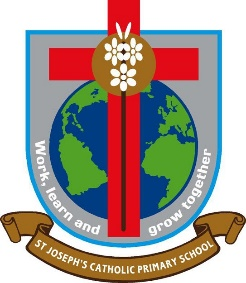 Work, learn and
grow together
ST JOSEPH'S CATHOLIC PRIMARY SCHOOL